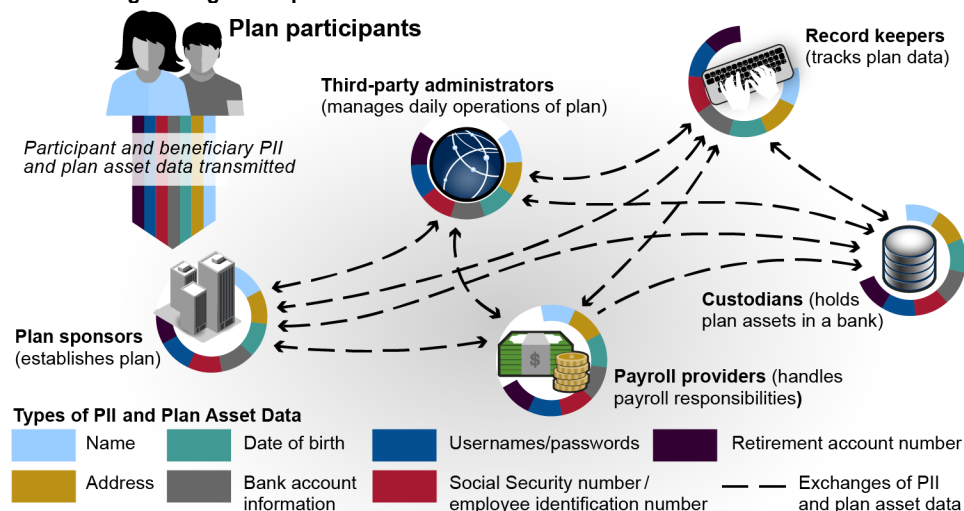 Plan participants
Participant and beneficiary PII
and plan asset data transmitted
Third-party administrators
(manages daily operations of plan)
Record keepers
(tracks plan data)
Plan sponsors
(establishes plan)
Custodians (holds
plan assets in a bank)
$
Payroll providers (handles
payroll responsibilities)
Types of PII and Plan Asset Data
Name
Date of birth
Usernames/passwords
Retirement account number
Address
Bank account
information
Social Security number/
employee identification number
Exchanges of PII
and plan asset data